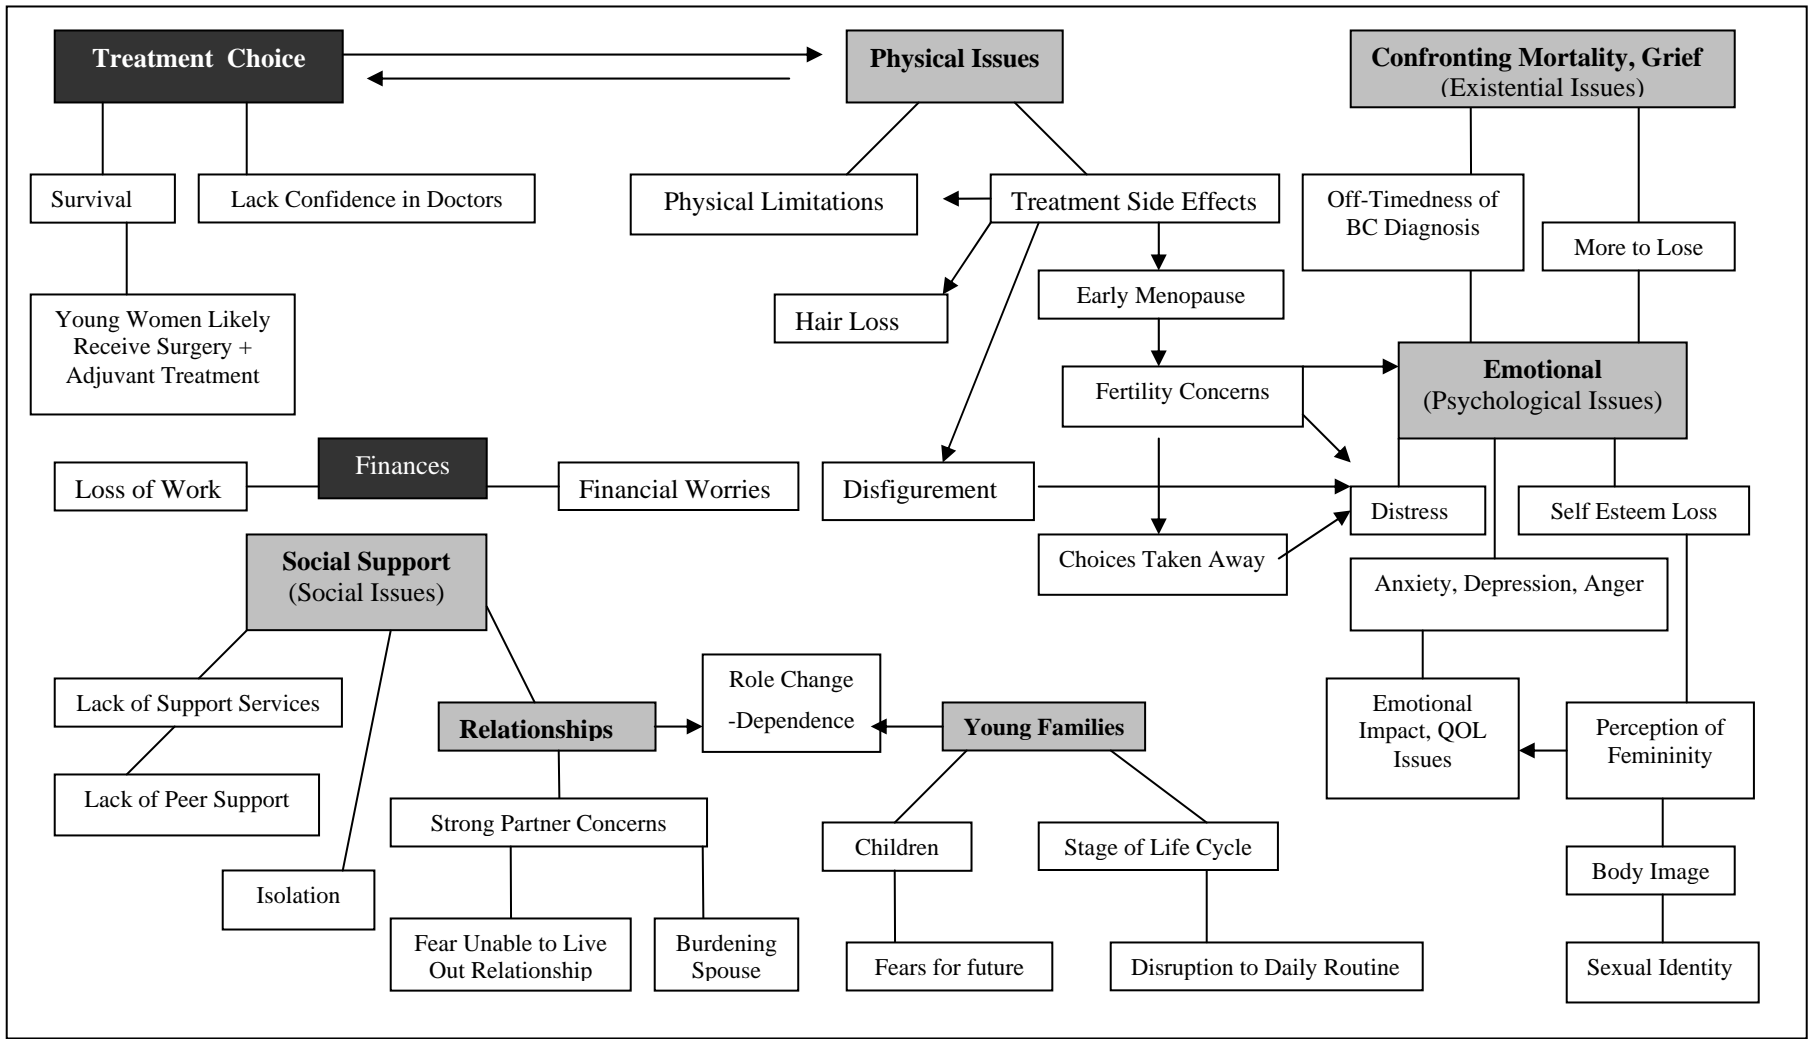 Treatment Choice
Physical Issues
Confronting Mortality, Grief
(Existential Issues)
Survival
Lack Confidence in Doctors
Physical Limitations
Treatment Side Effects
Off-Timedness of
BC Diagnosis
More to Lose
Young Women Likely
Receive Surgery +
Adjuvant Treatment
Hair Loss
Early Menopause
Fertility Concerns
Emotional
(Psychological Issues)
Finances
Loss of Work
Financial Worries
Disfigurement
Distress
Self Esteem Loss
Choices Taken Away
Anxiety, Depression, Anger
Social Support
(Social Issues)
Lack of Support Services
Lack of Peer Support
Isolation
Relationships
Role Change
-Dependence
Young Families
Emotional
Impact, QOL
Issues
Perception of
Femininity
Strong Partner Concerns
Children
Stage of Life Cycle
Body Image
Fear Unable to Live
Out Relationship
Burdening
Spouse
Fears for future
Disruption to Daily Routine
Sexual Identity